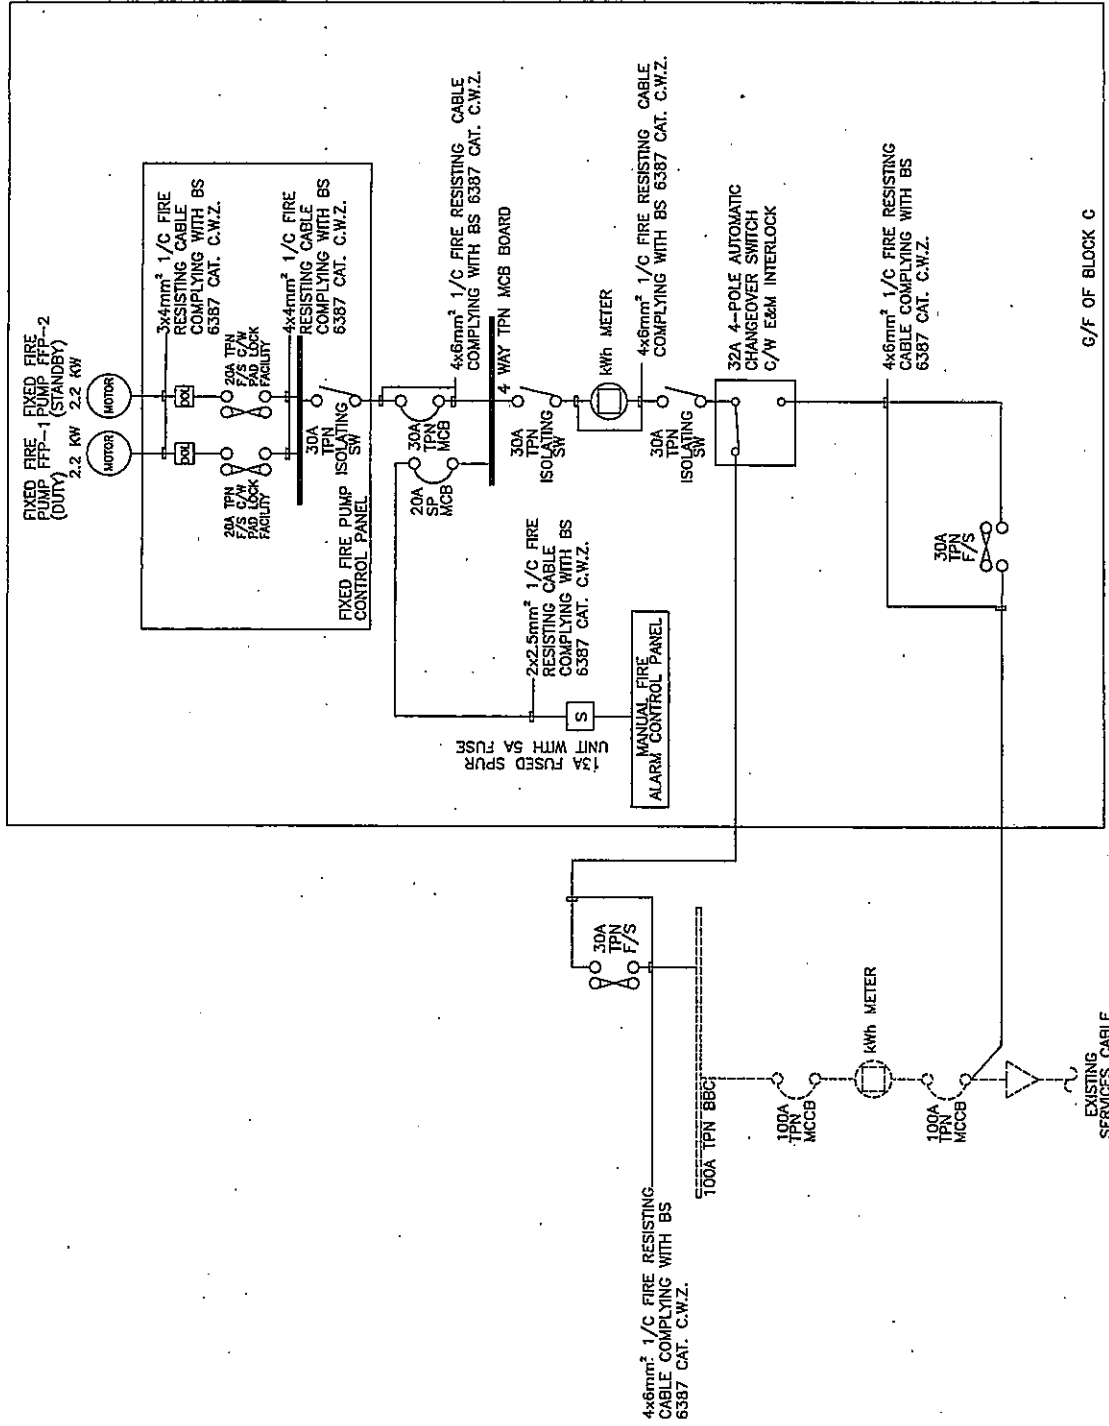 FIXED FIRE
PUMP FFP-1
(DUTY)
2.2 KW
FIXED FIRE
PUMP FFP-2
(STANDBY)
2.2 KW
MOTOR
MOTOR
3x4mm² 1/C FIRE
RESISTING CABLE
COMPLYING WITH BS
6387 CAT. C.W.Z.
DOL
DOL
20A TPN
F/S C/W
PAD LOCK
FACILITY
20A TPN
F/S C/W
PAD LOCK
FACILITY
4x4mm² 1/C FIRE
RESISTING CABLE
COMPLYING WITH BS
6387 CAT. C.W.Z.
30A
TPN
ISOLATING
SW
FIXED FIRE PUMP
CONTROL PANEL
20A
SP
MCB
30A
TPN
MCB
4x6mm² 1/C FIRE RESISTING CABLE
COMPLYING WITH BS 6387 CAT. C.W.Z.
4 WAY TPN MCB BOARD
2x2.5mm² 1/C FIRE
RESISTING CABLE
COMPLYING WITH BS
6387 CAT. C.W.Z.
13A FUSED SPUR
UNIT WITH 5A FUSE
S
MANUAL FIRE
ALARM CONTROL PANEL
30A
TPN
ISOLATING
SW
kWh METER
4x6mm² 1/C FIRE RESISTING CABLE
COMPLYING WITH BS 6387 CAT. C.W.Z.
30A
TPN
ISOLATING
SW
32A 4-POLE AUTOMATIC
CHANGEOVER SWITCH
C/W E&M INTERLOCK
4x6mm² 1/C FIRE RESISTING
CABLE COMPLYING WITH BS
6387 CAT. C.W.Z.
30A
TPN
F/S
G/F OF BLOCK C
30A
TPN
F/S
4x6mm² 1/C FIRE RESISTING
CABLE COMPLYING WITH BS
6387 CAT. C.W.Z.
100A TPN BBC
100A
TPN
MCCB
kWh METER
100A
TPN
MCCB
EXISTING
SERVICES CABLE